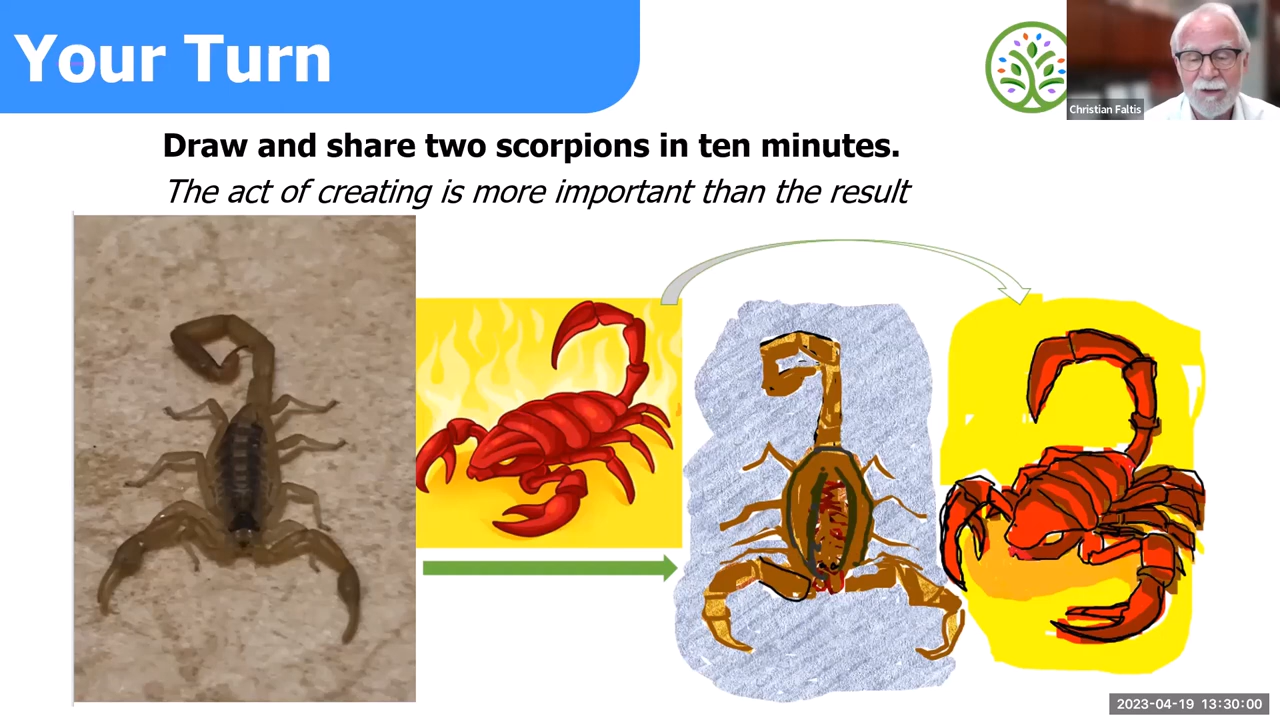 Your Turn
Christian Faltis
Draw and share two scorpions in ten minutes.
The act of creating is more important than the result
2023-04-19 13:30:00